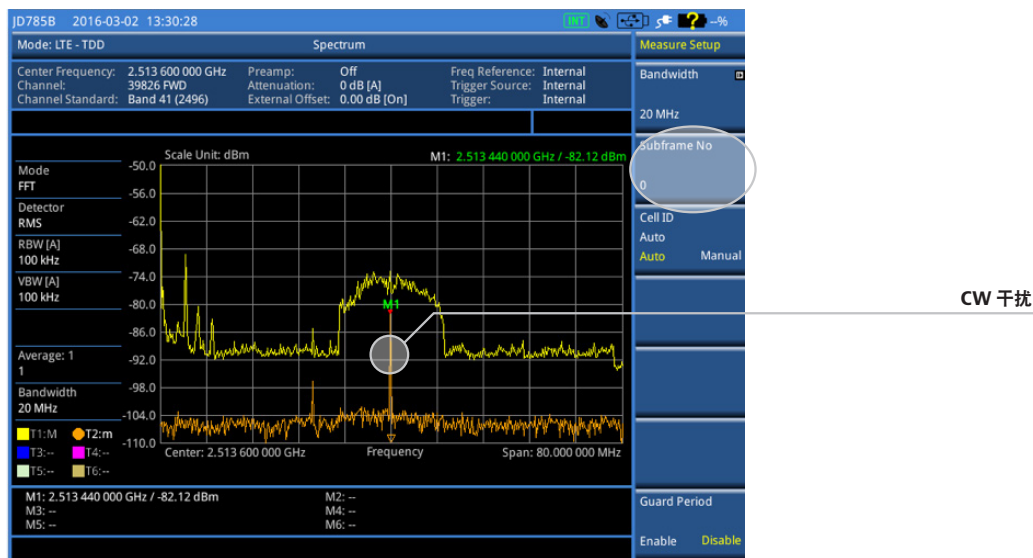 JD785B 2016-03-02 13:30:28 INT --%
Mode: LTE - TDD Spectrum
Measure Setup
Center Frequency: 2.513 600 000 GHz Preamp: Off Freq Reference: Internal
Channel: 39826 FWD Attenuation: 0 dB [A] Trigger Source: Internal
Channel Standard: Band 41 (2496) External Offset: 0.00 dB [On] Trigger: Internal
Bandwidth
20 MHz
Subframe No
0
Cell ID
Auto
Auto Manual
Guard Period
Enable Disable
Scale Unit: dBm M1: 2.513 440 000 GHz / -82.12 dBm
Mode
FFT
Detector
RMS
RBW [A]
100 kHz
VBW [A]
100 kHz
Average: 1
1
Bandwidth
20 MHz
T1:M T2:m
T3:-- T4:--
T5:-- T6:--
-50.0
-56.0
-62.0
-68.0
-74.0
-80.0
-86.0
-92.0
-98.0
-104.0
-110.0
M1
Center: 2.513 600 000 GHz Frequency Span: 80.000 000 MHz
M1: 2.513 440 000 GHz / -82.12 dBm M2: --
M3: -- M4: --
M5: -- M6: --
CW 干扰